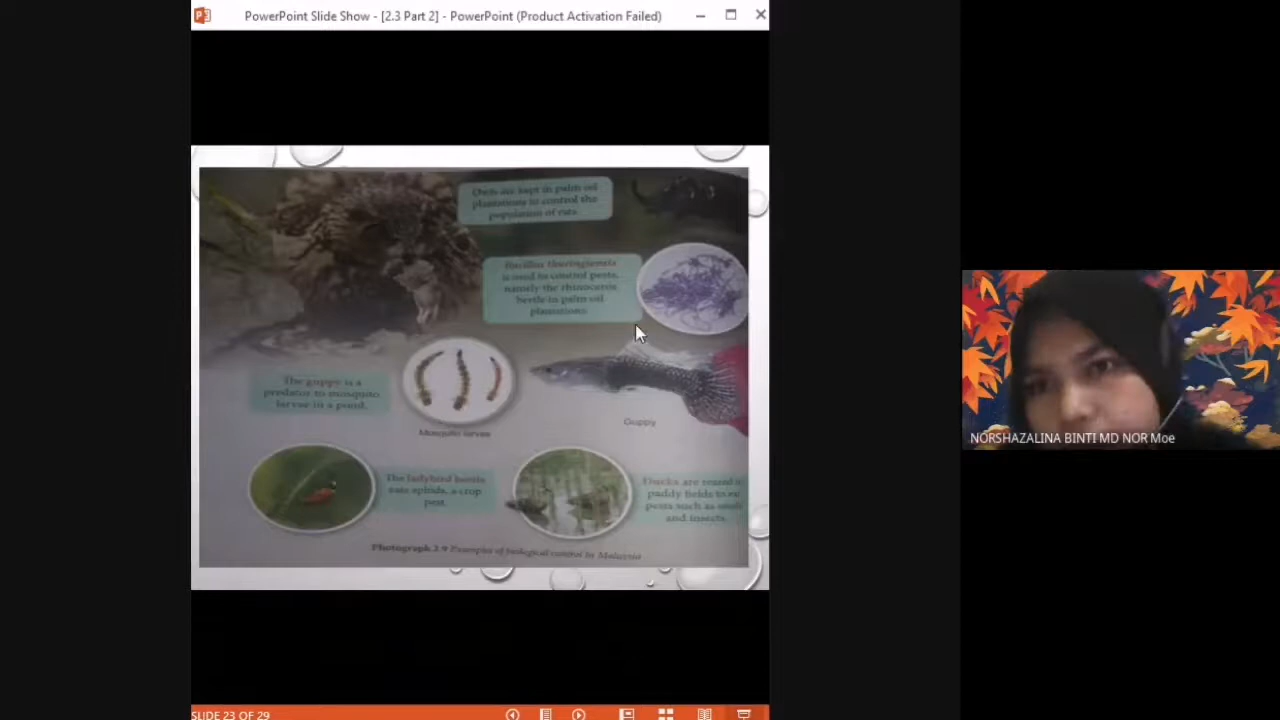 PowerPoint Slide Show - [2.3 Part 2] - PowerPoint (Product Activation Failed)
Owls are kept in palm oil
plantations to control the
population of rats.
Bacillus thuringiensis
is used to control pests,
namely the rhinoceros
beetle in palm oil
plantations.
The guppy is a
predator to mosquito
larvae in a pond.
Mosquito larvae
Guppy
The ladybird beetle
eats aphids, a crop
pest.
Ducks are reared
paddy fields to
pests such as
and insects.
Photograph 2.9 Examples of biological control in Malaysia
NORSHAZALINA BINTI MD NOR Moe
SLIDE 23 OF 29